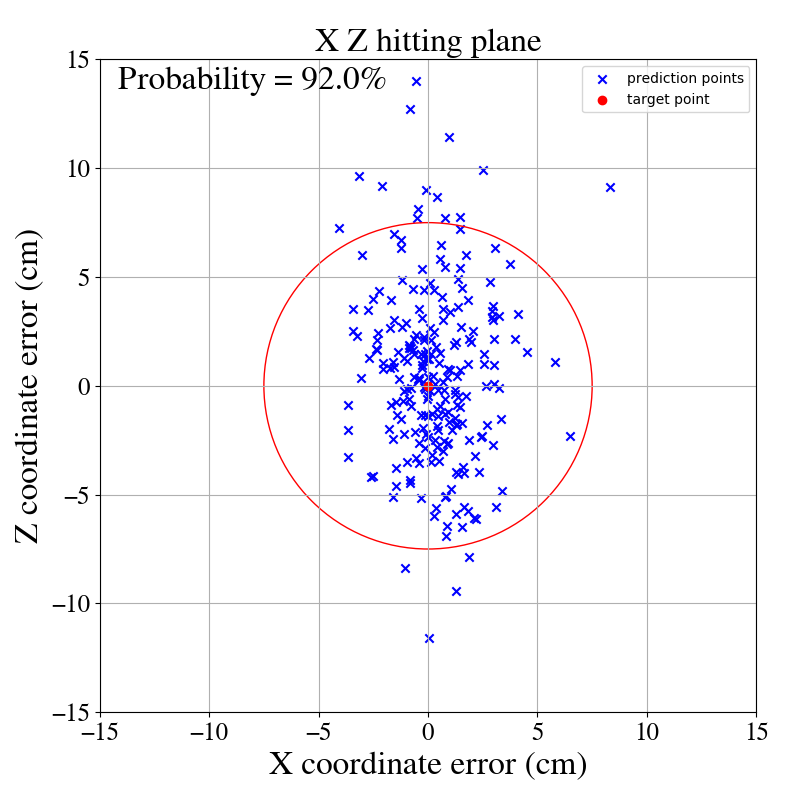 X Z hitting plane
Probability = 92.0%
prediction points
target point
15
10
5
0
−5
−10
−15
Z coordinate error (cm)
−15 −10 −5 0 5 10 15
X coordinate error (cm)